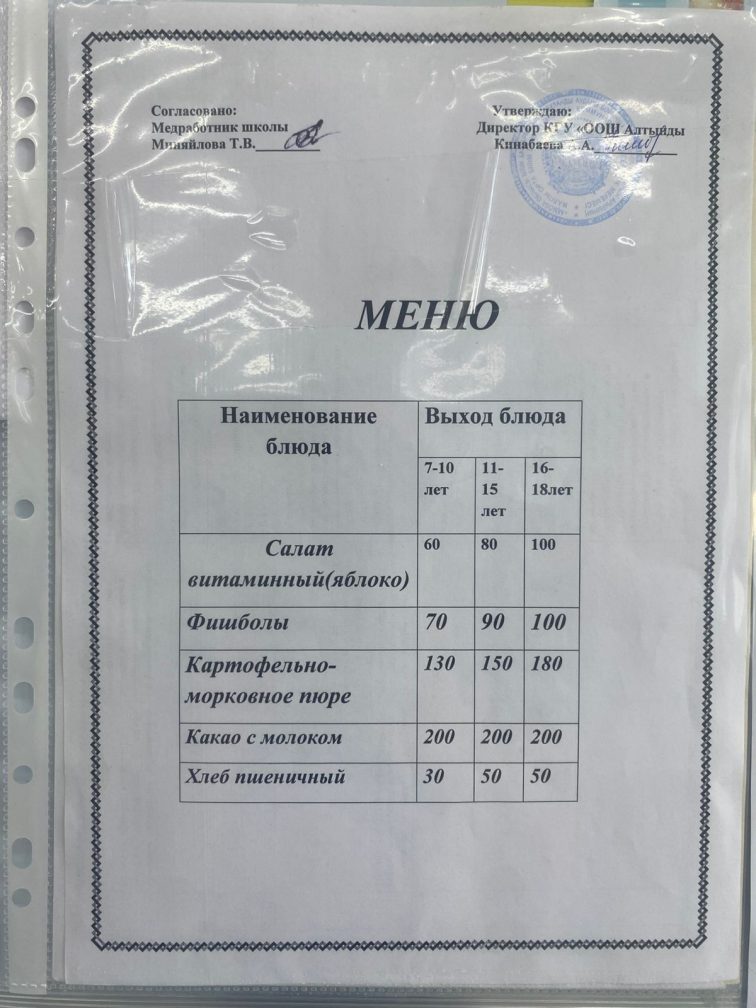 Согласовано:
Медработник школы
Миняйлова Т.В.
Утверждаю:
Директор КГУ «ООШ Алтынды
Кинабаева А.
МЕНЮ
Наименование блюда
Выход блюда
7-10 лет
11-15 лет
16-18лет
Салат витаминный(яблоко)
60 80 100
Фишболы
70 90 100
Картофельно-морковное пюре
130 150 180
Какао с молоком
200 200 200
Хлеб пшеничный
30 50 50